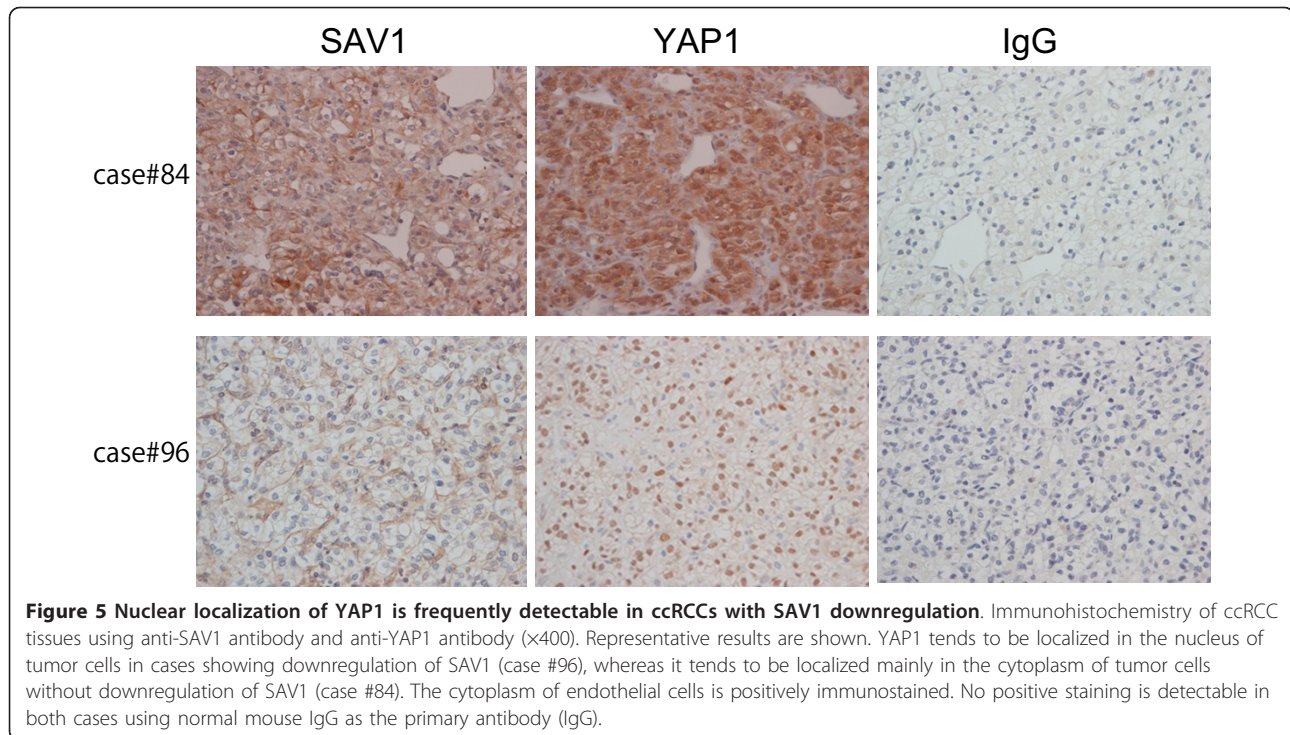 SAV1 YAP1 IgG
case#84
case#96
Figure 5 Nuclear localization of YAP1 is frequently detectable in ccRCCs with SAV1 downregulation. Immunohistochemistry of ccRCC
tissues using anti-SAV1 antibody and anti-YAP1 antibody (×400). Representative results are shown. YAP1 tends to be localized in the nucleus of
tumor cells in cases showing downregulation of SAV1 (case #96), whereas it tends to be localized mainly in the cytoplasm of tumor cells
without downregulation of SAV1 (case #84). The cytoplasm of endothelial cells is positively immunostained. No positive staining is detectable in
both cases using normal mouse IgG as the primary antibody (IgG).